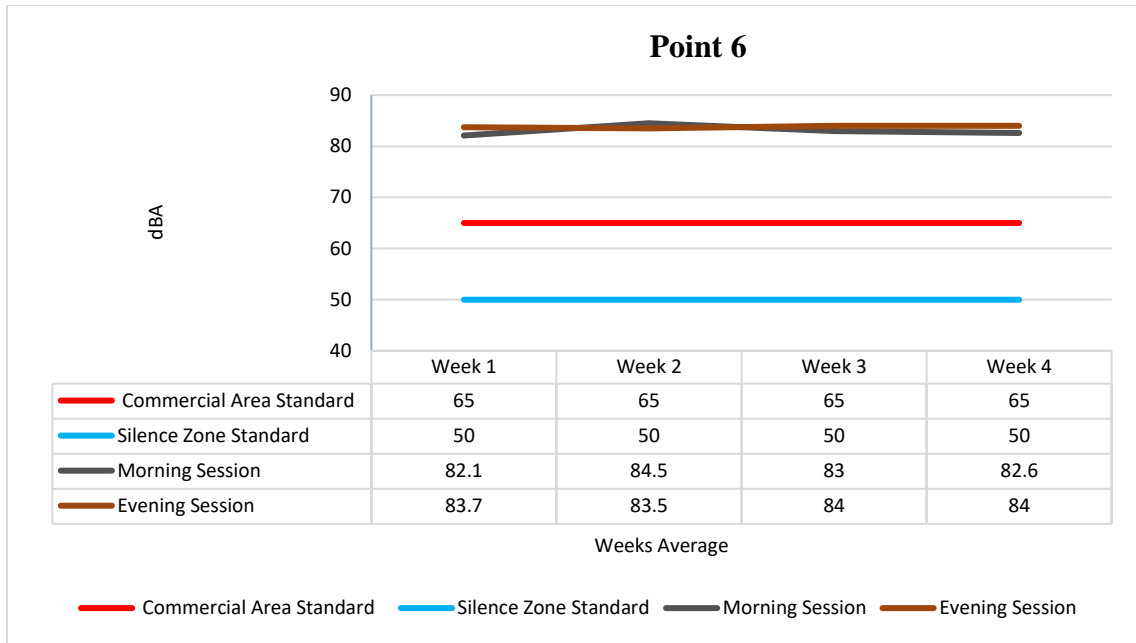 Point 6
90
80
70
60
50
40
dBA
Week 1 Week 2 Week 3 Week 4
Commercial Area Standard 65 65 65 65
Silence Zone Standard 50 50 50 50
Morning Session 82.1 84.5 83 82.6
Evening Session 83.7 83.5 84 84
Weeks Average
Commercial Area Standard Silence Zone Standard Morning Session Evening Session